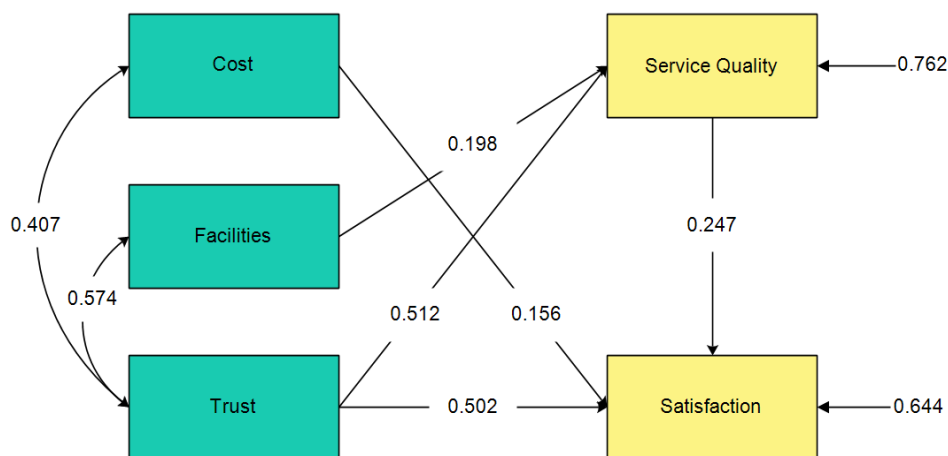 Cost
Service Quality
0.762
0.198
0.407
Facilities
0.247
0.574
0.512
0.156
Trust
0.502
Satisfaction
0.644